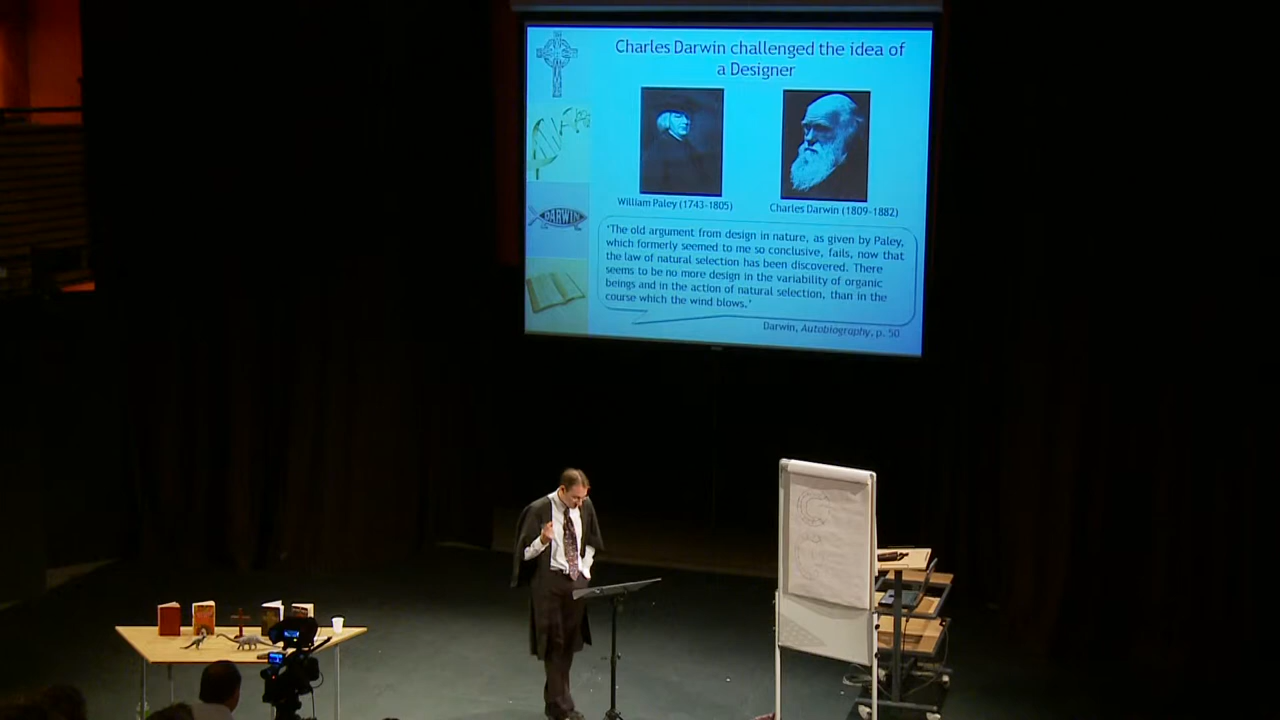 Charles Darwin challenged the idea of
a Designer
William Paley (1743-1805)
Charles Darwin (1809-1882)
DARWIN
'The old argument from design in nature, as given by Paley,
which formerly seemed to me so conclusive, fails, now that
the law of natural selection has been discovered. There
seems to be no more design in the variability of organic
beings and in the action of natural selection, than in the
course which the wind blows.'
Darwin, Autobiography, p. 50